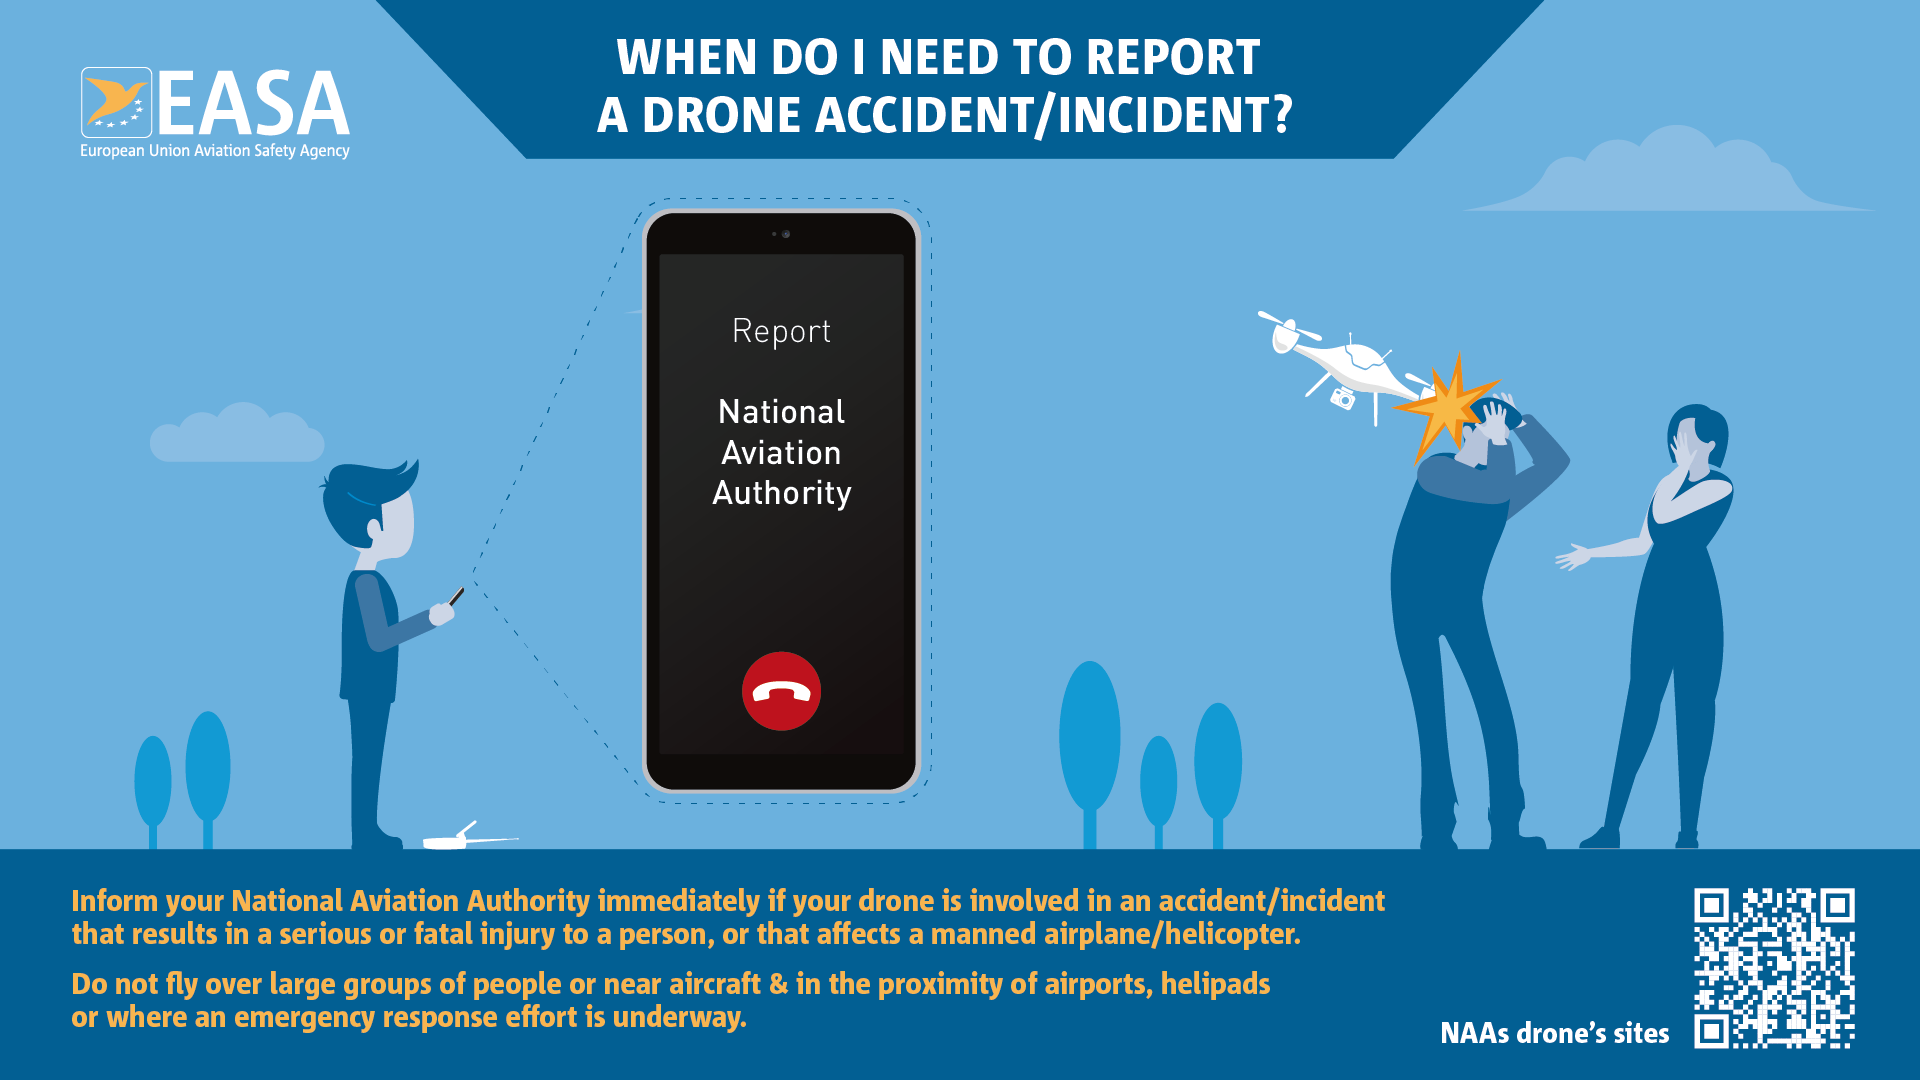 WHEN DO I NEED TO REPORT
A DRONE ACCIDENT/INCIDENT?
EASA
European Union Aviation Safety Agency
Report
National
Aviation
Authority
Inform your National Aviation Authority immediately if your drone is involved in an accident/incident
that results in a serious or fatal injury to a person, or that affects a manned airplane/helicopter.
Do not fly over large groups of people or near aircraft & in the proximity of airports, helipads
or where an emergency response effort is underway.
NAAs drone’s sites